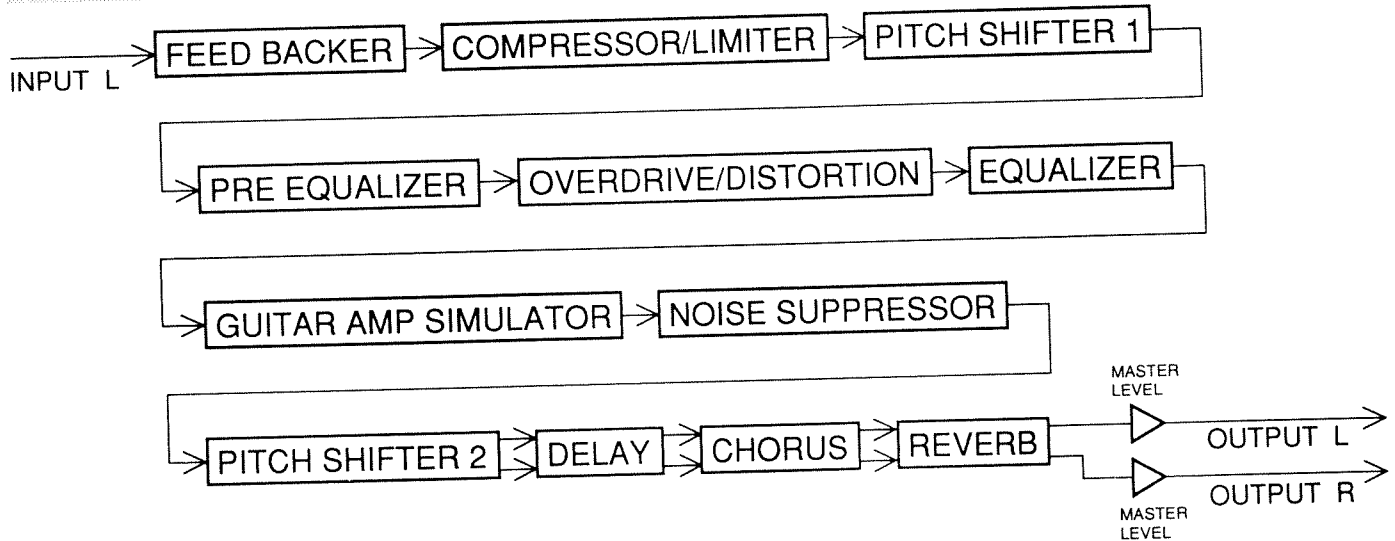 FEED BACKER
COMPRESSOR/LIMITER
PITCH SHIFTER 1
INPUT L
PRE EQUALIZER
OVERDRIVE/DISTORTION
EQUALIZER
GUITAR AMP SIMULATOR
NOISE SUPPRESSOR
MASTER
LEVEL
PITCH SHIFTER 2
DELAY
CHORUS
REVERB
OUTPUT L
OUTPUT R
MASTER
LEVEL